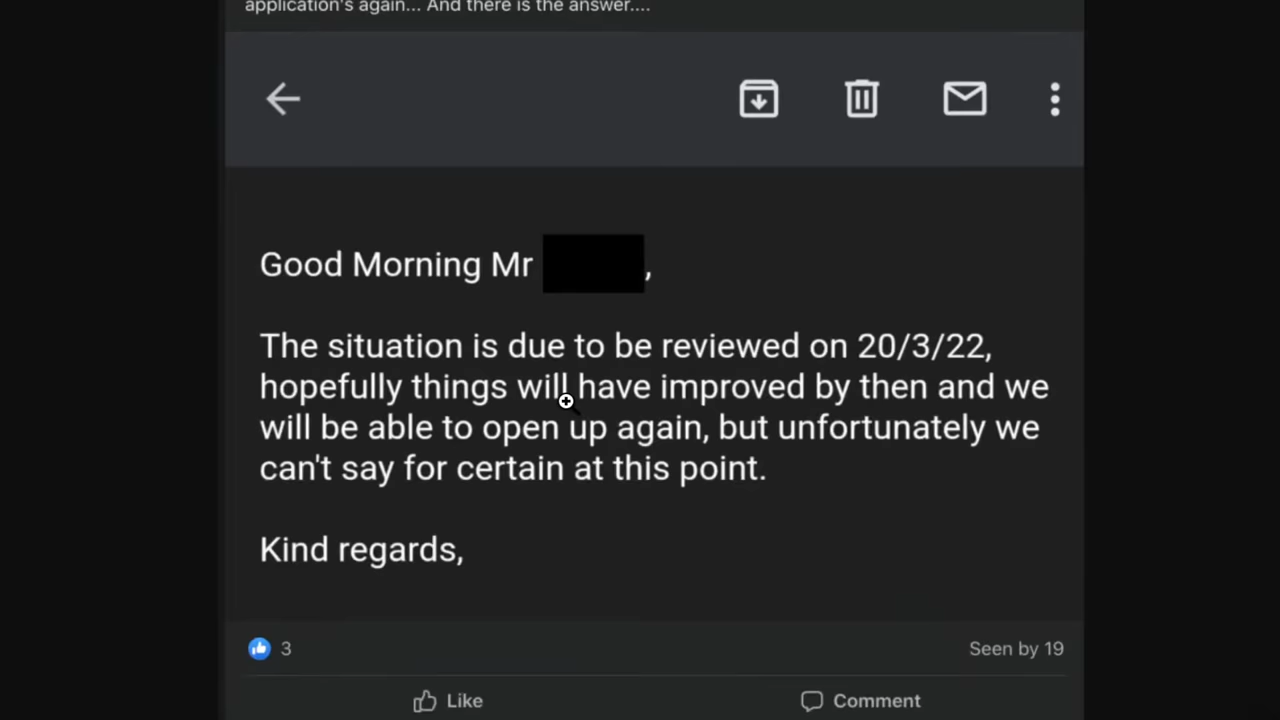 application's again... And there is the answer....
Good Morning Mr ,
The situation is due to be reviewed on 20/3/22,
hopefully things will have improved by then and we
will be able to open up again, but unfortunately we
can't say for certain at this point.
Kind regards,
3
Seen by 19
Like
Comment